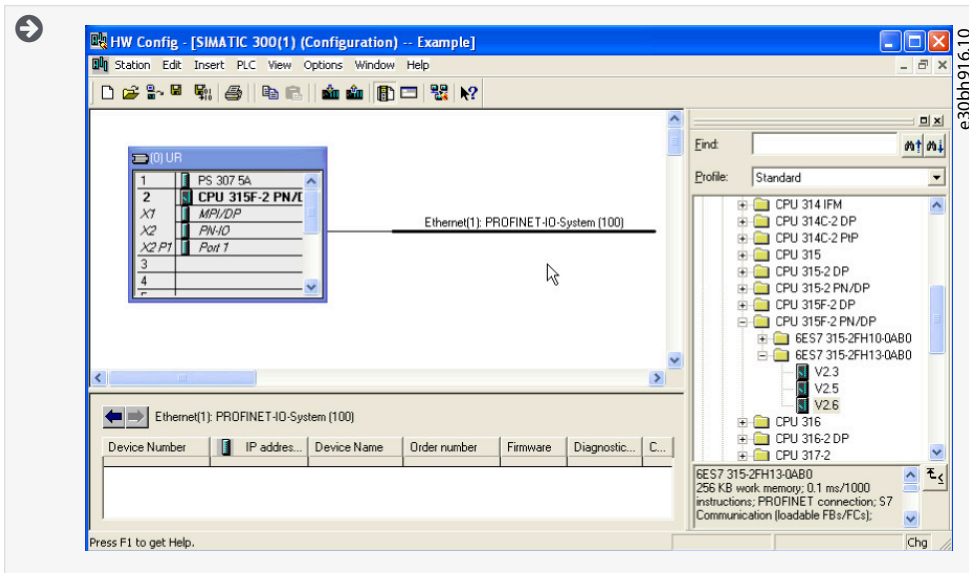 HW Config - [SIMATIC 300(1) (Configuration) -- Example]
Station Edit Insert PLC View Options Window Help
(0) UR
1 PS 307 5A
2 CPU 315F-2 PN/D
X1 MPI/DP
X2 PN-IO
X2 P1 Port 1
3
4
Ethernet(1): PROFINET-IO-System (100)
Find:
Profile: Standard
CPU 314 IFM
CPU 314C-2 DP
CPU 314C-2 PtP
CPU 315
CPU 315-2 DP
CPU 315-2 PN/DP
CPU 315F-2 DP
CPU 315F-2 PN/DP
6ES7 315-2FH10-0AB0
6ES7 315-2FH13-0AB0
V2.3
V2.5
V2.6
CPU 316
CPU 316-2 DP
CPU 317-2
Ethernet(1): PROFINET-IO-System (100)
Device Number IP addres... Device Name Order number Firmware Diagnostic... C...
6ES7 315-2FH13-0AB0
256 KB work memory; 0.1 ms/1000
instructions; PROFINET connection; S7
Communication (loadable FBs/FCs);
Press F1 to get Help.
Chg
e30bb916.10